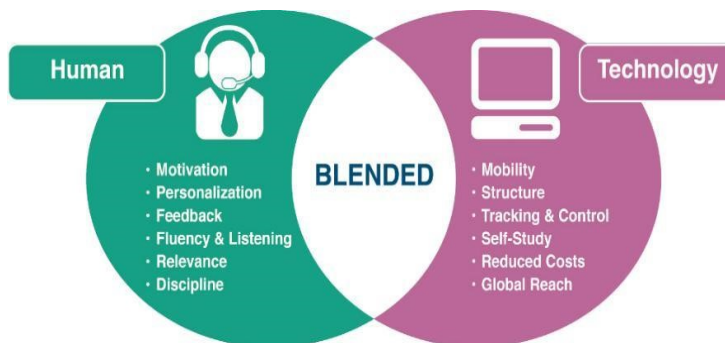 Human
· Motivation
· Personalization
· Feedback
· Fluency & Listening
· Relevance
· Discipline
BLENDED
Technology
· Mobility
· Structure
· Tracking & Control
· Self-Study
· Reduced Costs
· Global Reach